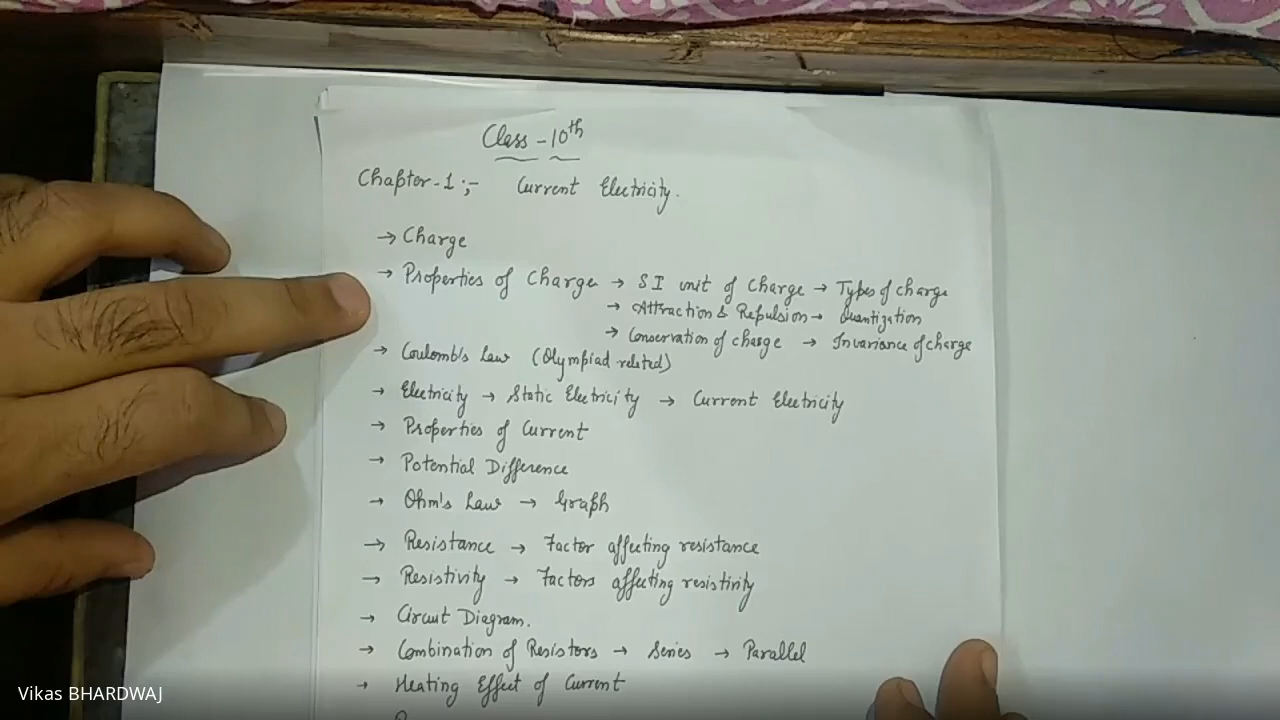 Class - 10th
Chapter-1 :- Current Electricity.
→ Charge
→ Properties of Charge → SI unit of Charge → Types of charge
→ Attraction & Repulsion → Quantization
→ Conservation of charge → Invariance of charge
→ Coulomb's Law (Olympiad related)
→ Electricity → Static Electricity → Current Electricity
→ Properties of Current
→ Potential Difference
→ Ohm's Law → Graph
→ Resistance → Factor affecting resistance
→ Resistivity → Factors affecting resistivity
→ Circuit Diagram.
→ Combination of Resistors → Series → Parallel
→ Heating Effect of Current
Vikas BHARDWAJ